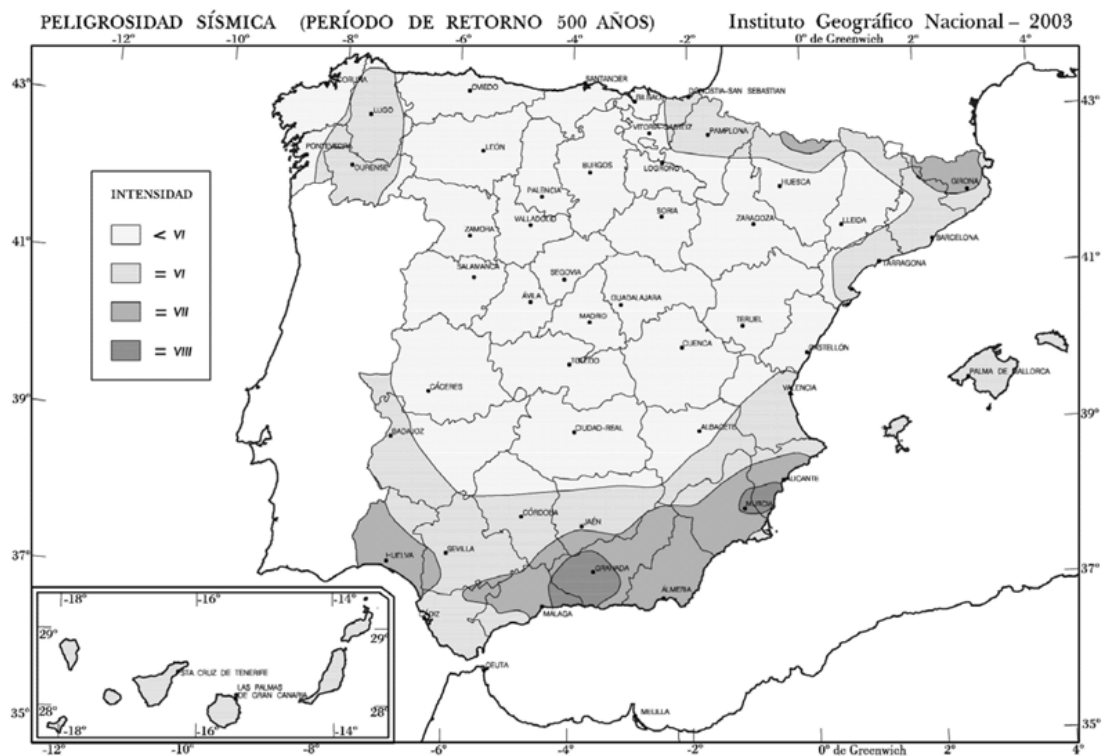 PELIGROSIDAD SÍSMICA (PERÍODO DE RETORNO 500 AÑOS) Instituto Geográfico Nacional – 2003
-12° -10° -8° -6° -4° -2° 0° de Greenwich 2° 4°
43° 43°
CORUÑA
OVIEDO
SANTANDER
BILBAO
DONOSTIA-SAN SEBASTIAN
LUGO
VITORIA-GASTEIZ
PAMPLONA
PONTEVEDRA
OURENSE
LEÓN
BURGOS
LOGROÑO
HUESCA
GIRONA
INTENSIDAD
< VI
= VI
= VII
= VIII
PALENCIA
VALLADOLID
SORIA
ZARAGOZA
LLEIDA
ZAMORA
BARCELONA
41° 41°
TARRAGONA
SALAMANCA
SEGOVIA
ÁVILA
GUADALAJARA
MADRID
TERUEL
CUENCA
CASTELLÓN
TOLEDO
PALMA DE MALLORCA
CÁCERES
VALENCIA
39° 39°
BADAJOZ
CIUDAD-REAL
ALBACETE
ALICANTE
MURCIA
CÓRDOBA
JAÉN
37° 37°
HUELVA
SEVILLA
GRANADA
ALMERIA
MALAGA
CADIZ
CEUTA
MELILLA
-18° -16° -14°
29° 29°
STA CRUZ DE TENERIFE
LAS PALMAS
DE GRAN CANARIA
28° 28°
-18° -16° -14°
35° 35°
-12° -10° -8° -6° -4° -2° 0° de Greenwich 2° 4°